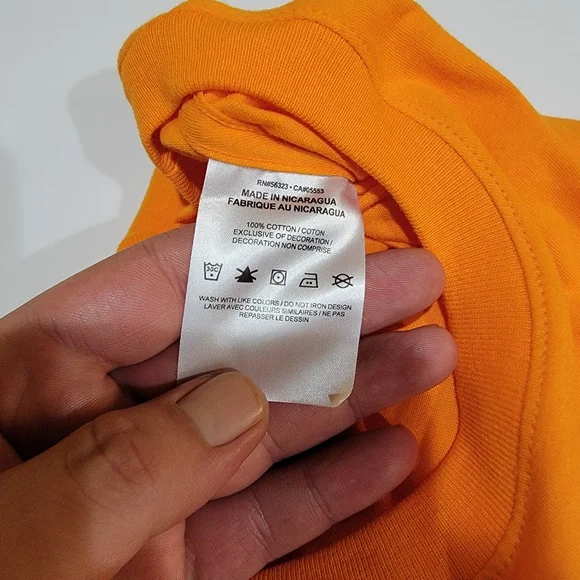 RN#56323 • CA#05553
MADE IN NICARAGUA
FABRIQUE AU NICARAGUA
100% COTTON / COTON
EXCLUSIVE OF DECORATION /
DECORATION NON COMPRISE
30C
WASH WITH LIKE COLORS / DO NOT IRON DESIGN
LAVER AVEC COULEURS SIMILAIRES / NE PAS
REPASSER LE DESSIN